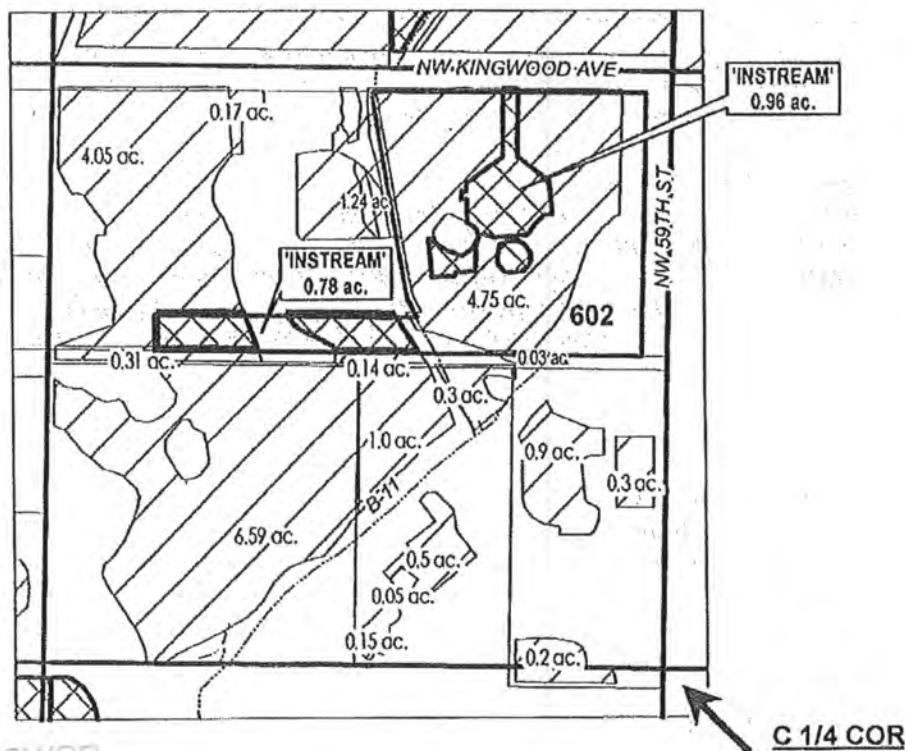 NW KINGWOOD AVE
'INSTREAM'
0.96 ac.
0.17 ac.
4.05 ac.
1.24 ac
NW 59TH ST
'INSTREAM'
0.78 ac.
4.75 ac.
602
0.03 ac
0.31 ac.
0.14 ac.
0.3 ac.
1.0 ac.
0.9 ac.
0.3 ac.
B-11
6.59 ac.
0.5 ac.
0.05 ac.
0.15 ac.
0.2 ac.
C 1/4 COR